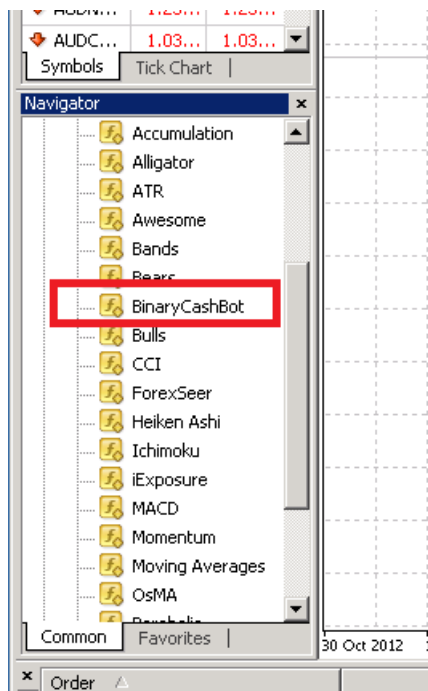 AUDC... 1.03... 1.03...
Symbols Tick Chart
Navigator
Accumulation
Alligator
ATR
Awesome
Bands
Bears
BinaryCashBot
Bulls
CCI
ForexSeer
Heiken Ashi
Ichimoku
iExposure
MACD
Momentum
Moving Averages
OsMA
Common Favorites
30 Oct 2012
Order